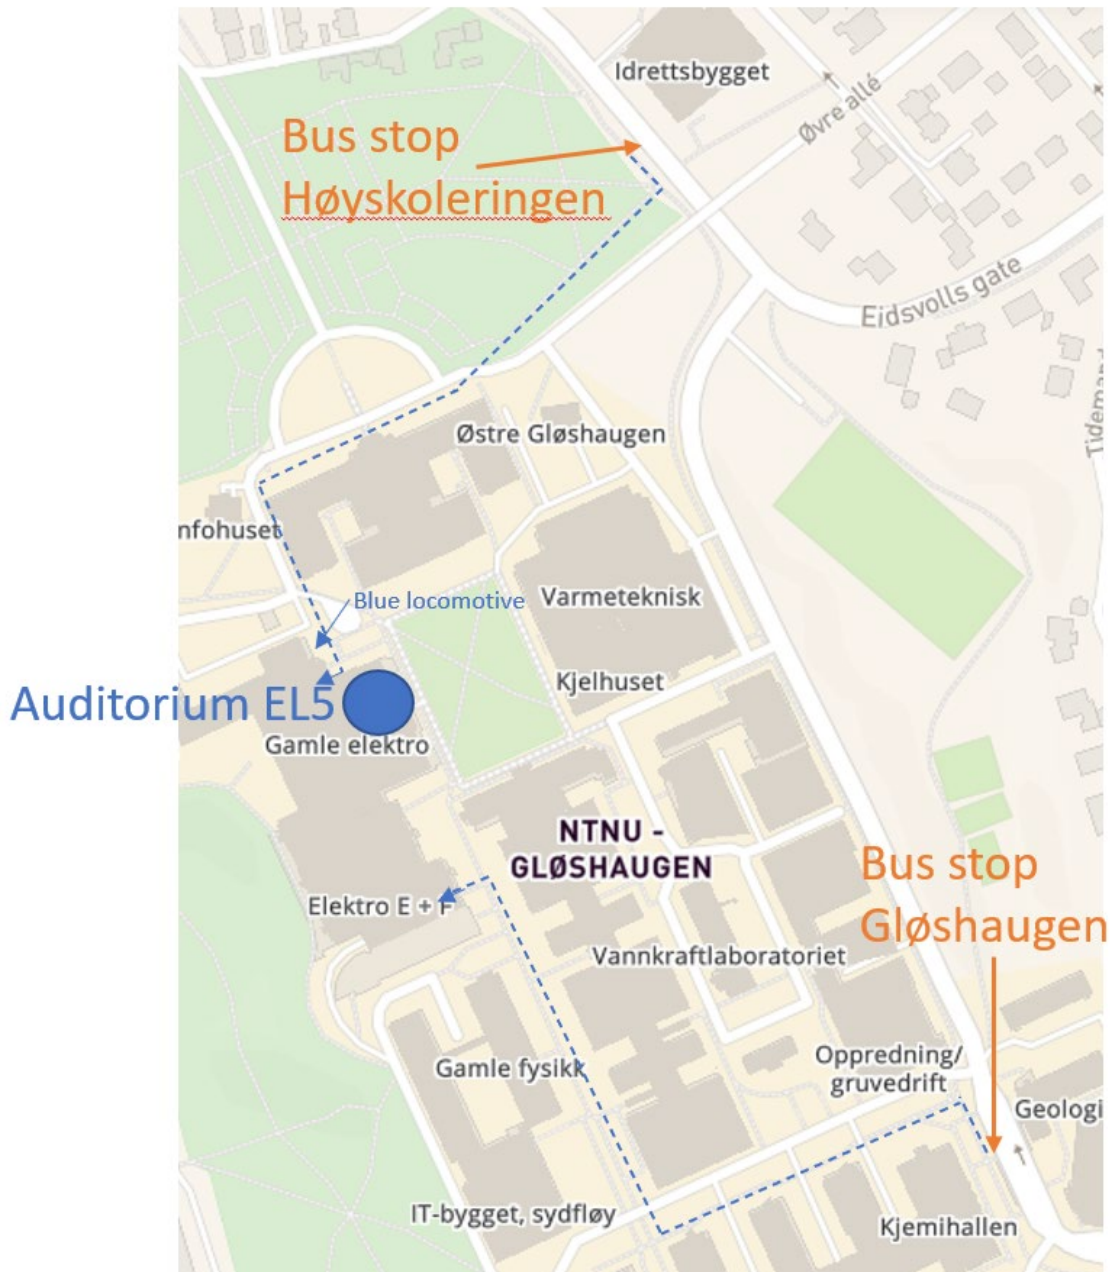 Idrettsbygget
Øvre allé
Bus stop
Høyskoleringen
Eidsvolls gate
Østre Gløshaugen
nfohuset
Blue locomotive
Varmeteknisk
Kjelhuset
Auditorium EL5
Gamle elektro
NTNU -
GLØSHAUGEN
Bus stop
Gløshaugen
Elektro E + F
Vannkraftlaboratoriet
Gamle fysikk
Oppredning/
gruvedrift
Geologi
IT-bygget, sydfløy
Kjemihallen
Tidemand